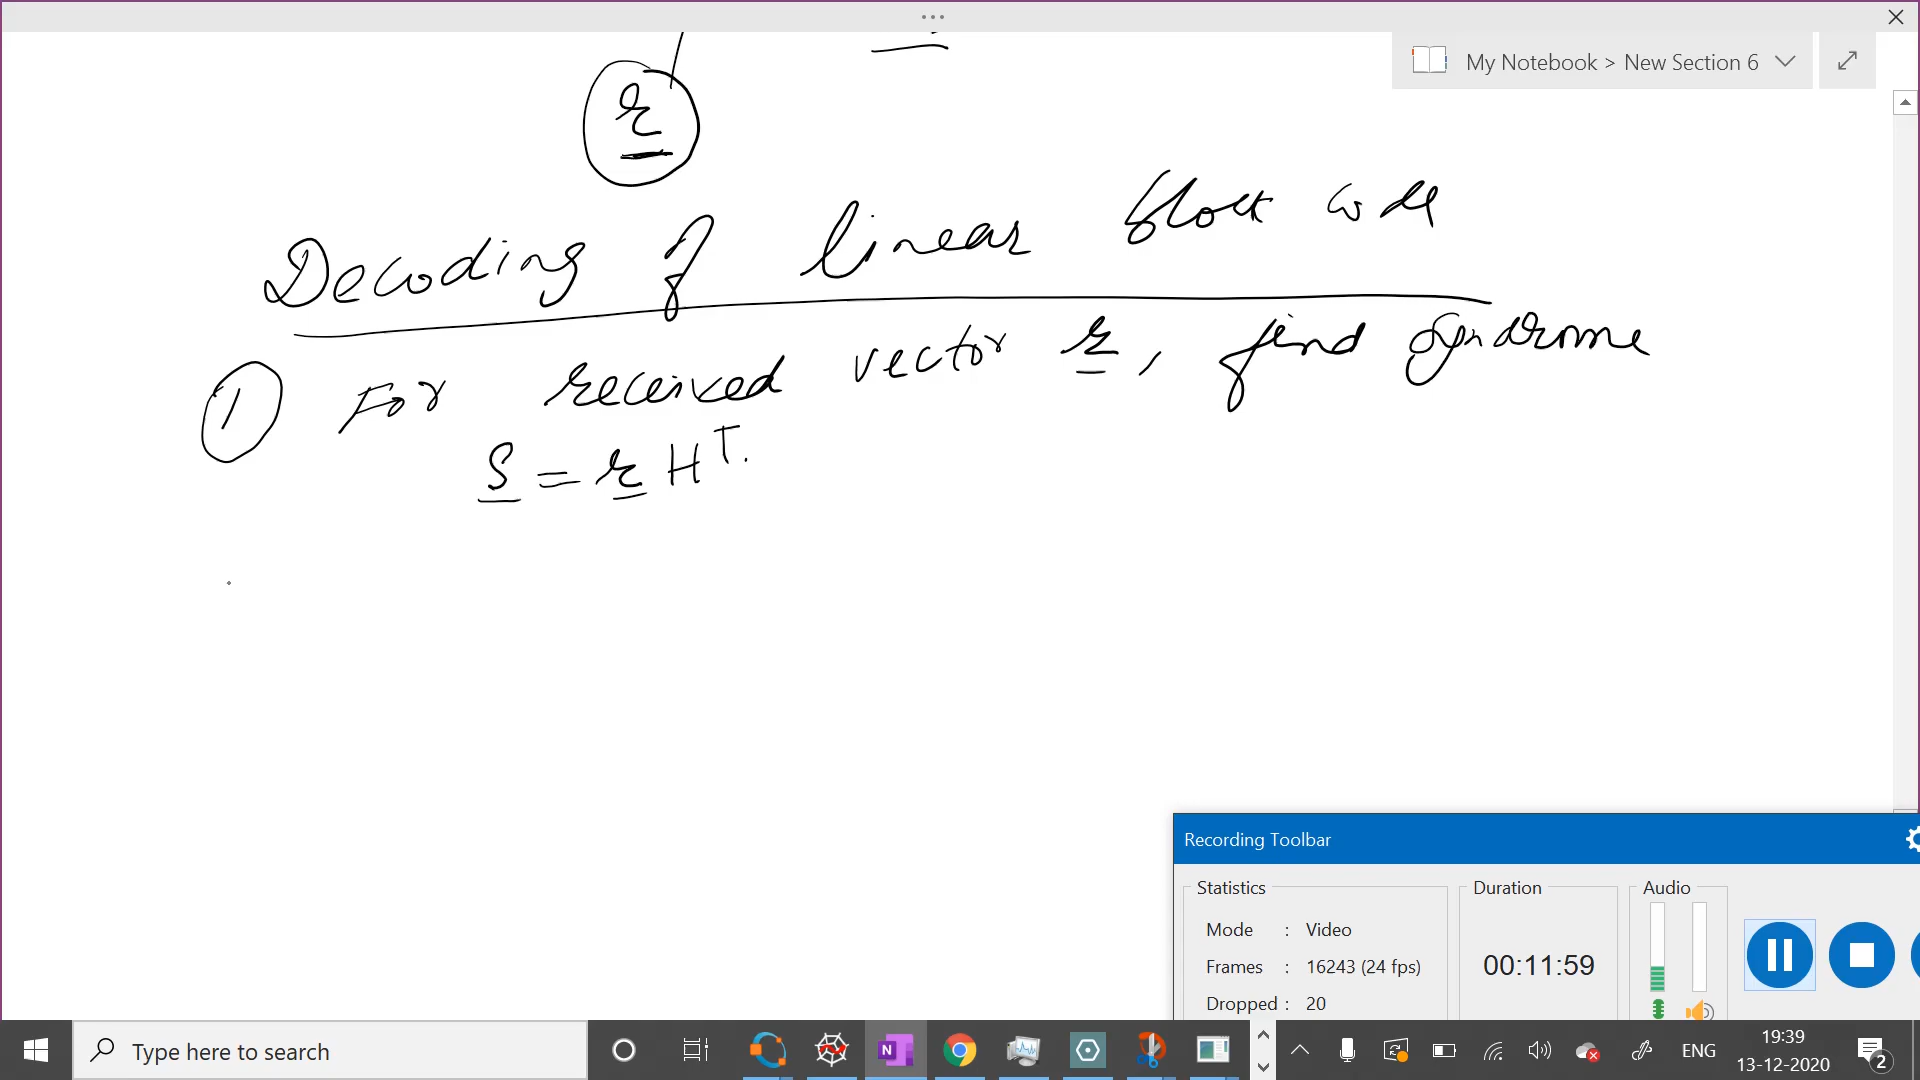 My Notebook > New Section 6
r
Decoding of linear block code
① For received vector r, find syndrome
S = r Hᵀ.
Recording Toolbar
Statistics
Mode : Video
Frames : 16243 (24 fps)
Dropped : 20
Duration
00:11:59
Audio
Type here to search
N
ENG
19:39
13-12-2020
2